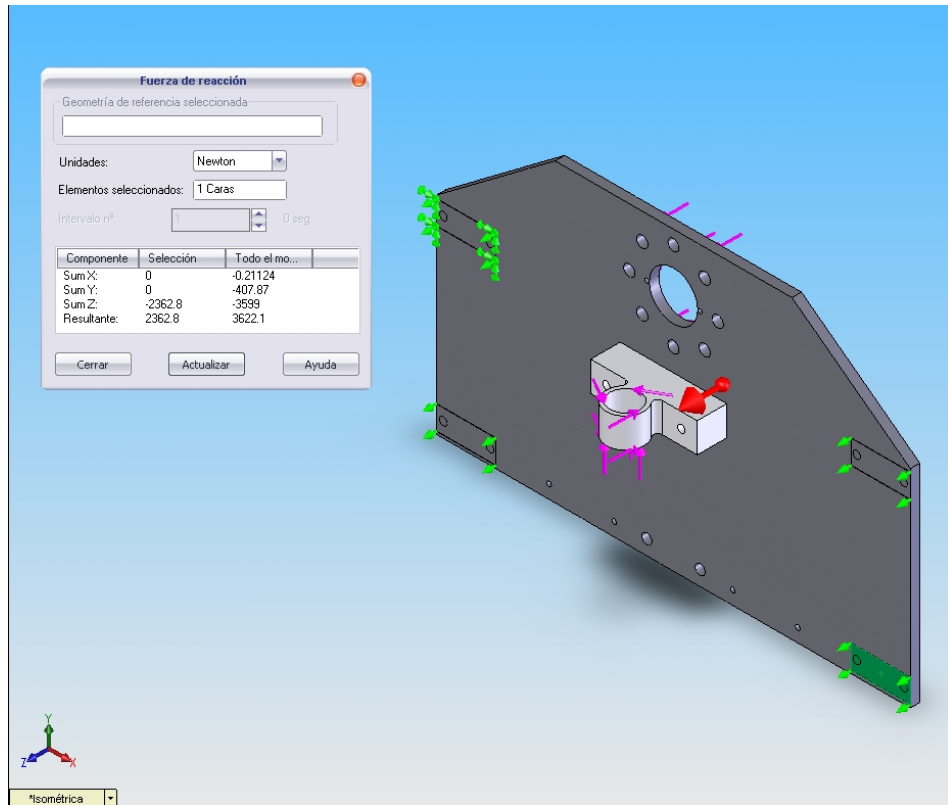 Fuerza de reacción
Geometría de referencia seleccionada
Unidades: Newton
Elementos seleccionados: 1 Caras
Intervalo nº: 1 0 seg.
Componente Selección Todo el mo...
Sum X: 0 -0.21124
Sum Y: 0 -407.87
Sum Z: -2362.8 -3599
Resultante: 2362.8 3622.1
Cerrar Actualizar Ayuda
Y
Z X
*Isométrica